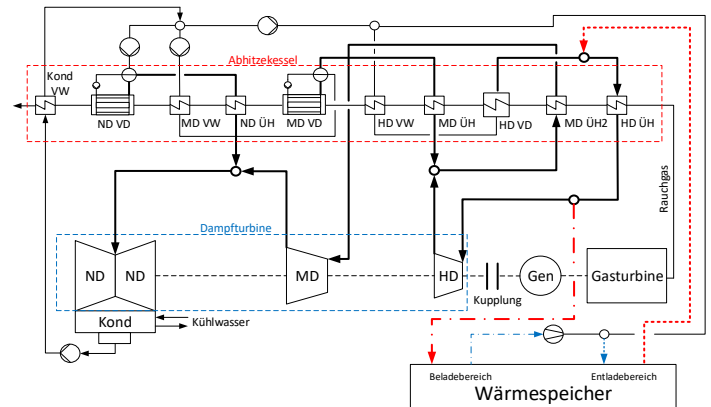 Abhitzekessel
Kond
VW
ND VD
MD VW
ND ÜH
MD VD
HD VW
MD ÜH
HD VD
MD ÜH2
HD ÜH
Rauchgas
Dampfturbine
ND
ND
MD
HD
Gen
Gasturbine
Kupplung
Kond
Kühlwasser
Beladebereich
Entladebereich
Wärmespeicher